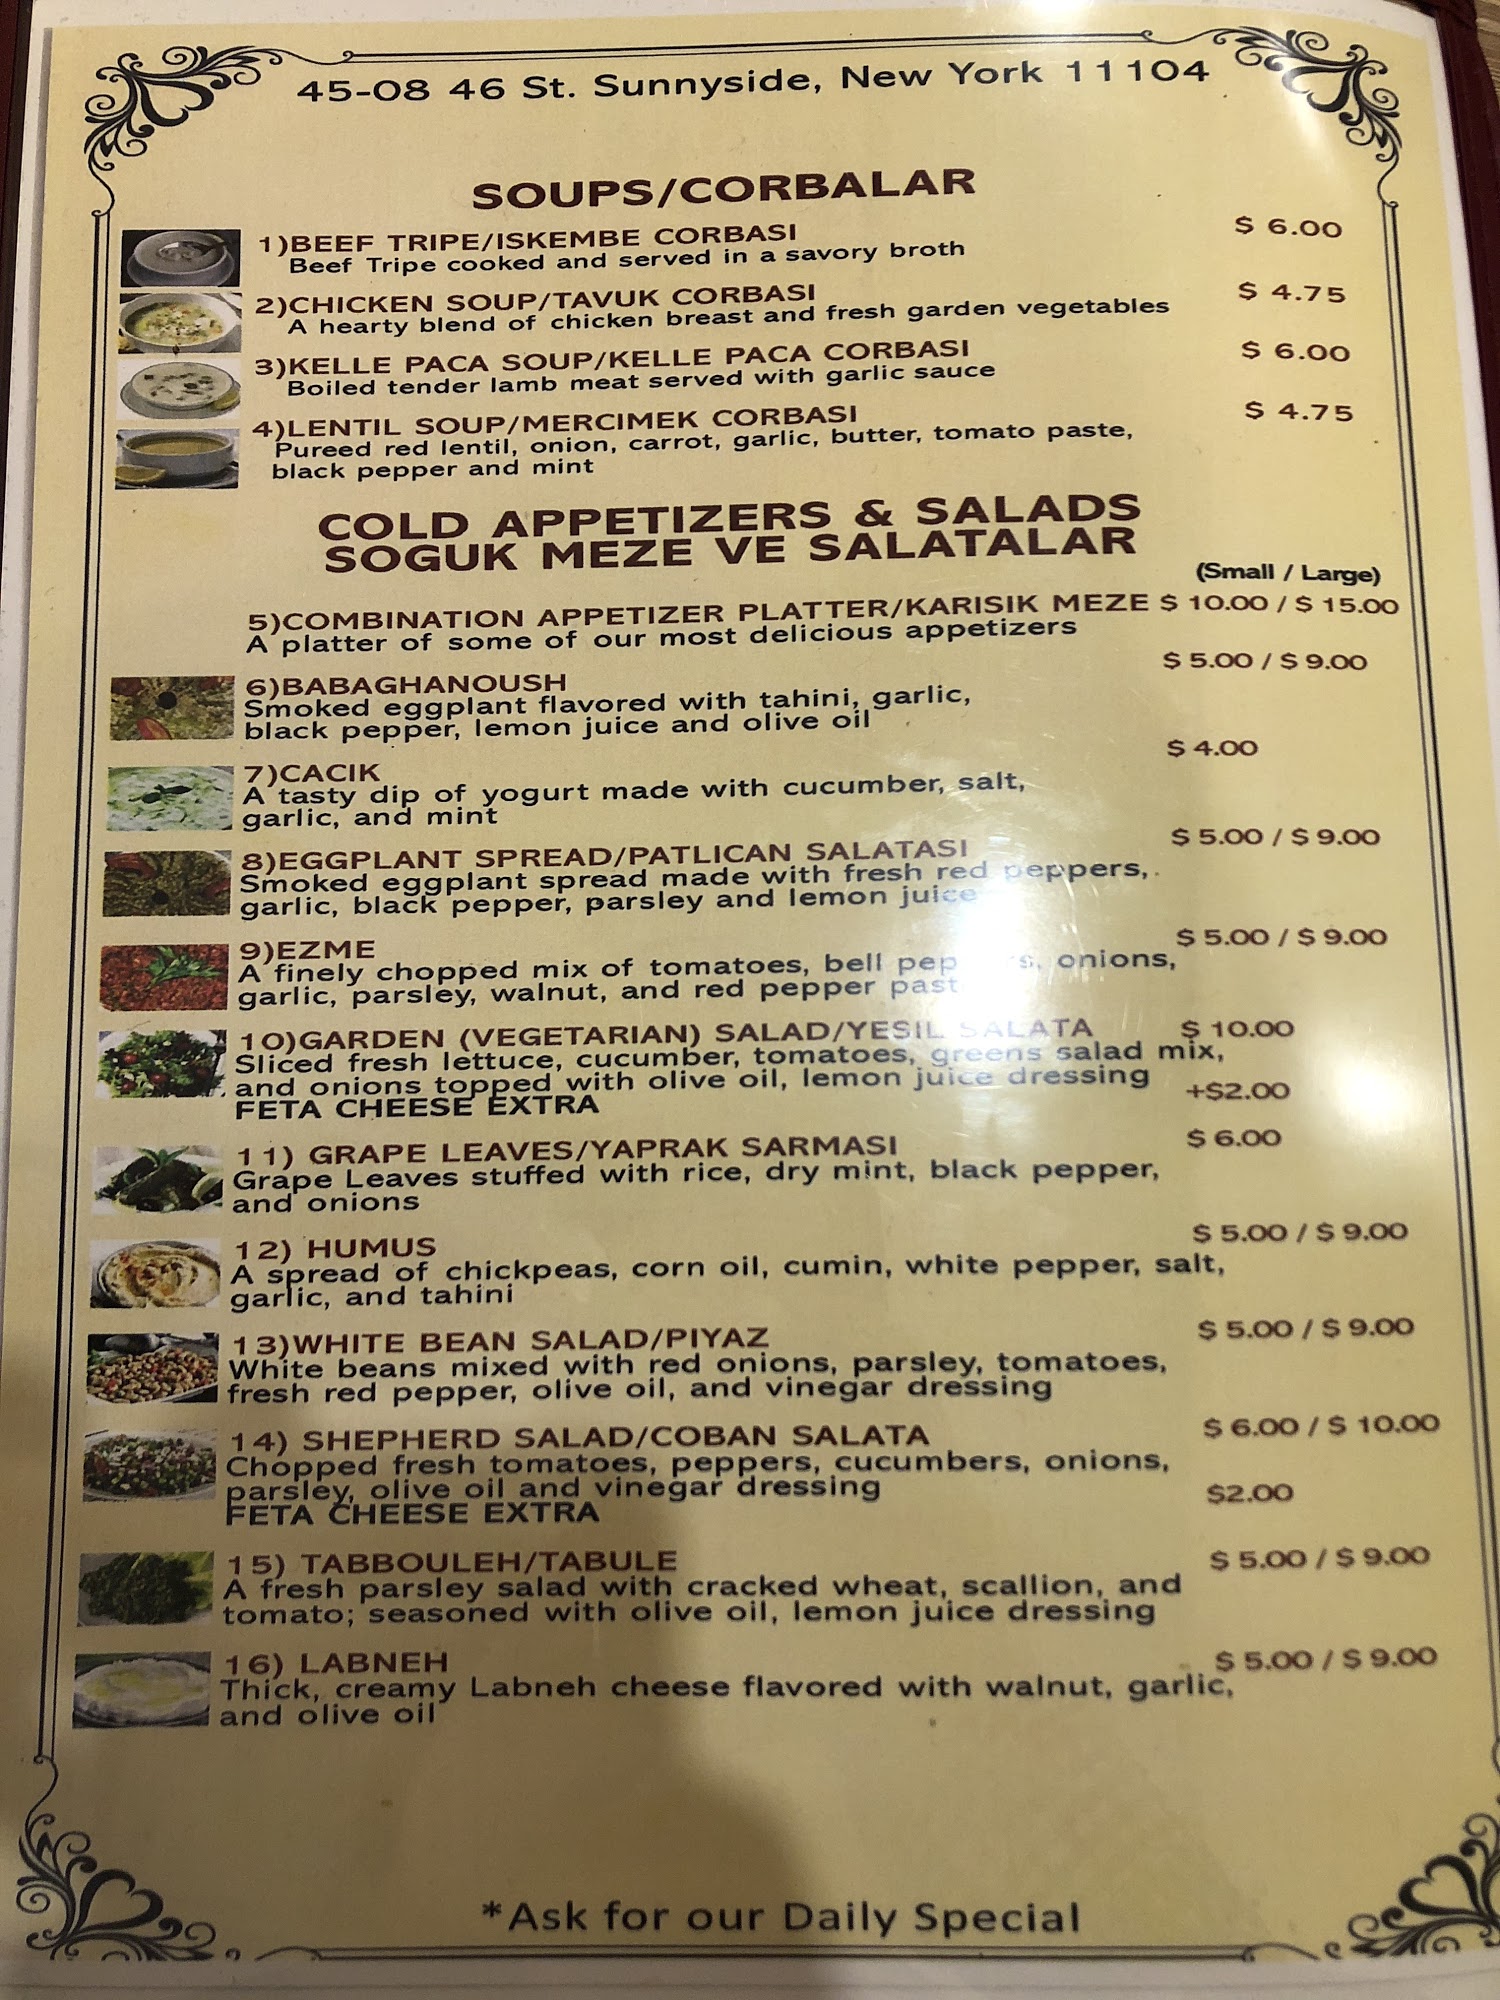 45-08 46 St. Sunnyside, New York 11104
SOUPS/CORBALAR
1)BEEF TRIPE/ISKEMBE CORBASI $ 6.00
Beef Tripe cooked and served in a savory broth
2)CHICKEN SOUP/TAVUK CORBASI $ 4.75
A hearty blend of chicken breast and fresh garden vegetables
3)KELLE PACA SOUP/KELLE PACA CORBASI $ 6.00
Boiled tender lamb meat served with garlic sauce
4)LENTIL SOUP/MERCIMEK CORBASI $ 4.75
Pureed red lentil, onion, carrot, garlic, butter, tomato paste,
black pepper and mint
COLD APPETIZERS & SALADS
SOGUK MEZE VE SALATALAR
(Small / Large)
5)COMBINATION APPETIZER PLATTER/KARISIK MEZE $ 10.00 / $ 15.00
A platter of some of our most delicious appetizers
6)BABAGHANOUSH $ 5.00 / $ 9.00
Smoked eggplant flavored with tahini, garlic,
black pepper, lemon juice and olive oil
7)CACIK $ 4.00
A tasty dip of yogurt made with cucumber, salt,
garlic, and mint
8)EGGPLANT SPREAD/PATLICAN SALATASI $ 5.00 / $ 9.00
Smoked eggplant spread made with fresh red peppers,
garlic, black pepper, parsley and lemon juice
9)EZME $ 5.00 / $ 9.00
A finely chopped mix of tomatoes, bell onions,
garlic, parsley, walnut, and red pepper
10)GARDEN (VEGETARIAN) SALAD/YESIL SALATA $ 10.00
Sliced fresh lettuce, cucumber, tomatoes, greens salad mix,
and onions topped with olive oil, lemon juice dressing
FETA CHEESE EXTRA +$2.00
11) GRAPE LEAVES/YAPRAK SARMASI $ 6.00
Grape Leaves stuffed with rice, dry mint, black pepper,
and onions
12) HUMUS $ 5.00 / $ 9.00
A spread of chickpeas, corn oil, cumin, white pepper, salt,
garlic, and tahini
13)WHITE BEAN SALAD/PIYAZ $ 5.00 / $ 9.00
White beans mixed with red onions, parsley, tomatoes,
fresh red pepper, olive oil, and vinegar dressing
14) SHEPHERD SALAD/COBAN SALATA $ 6.00 / $ 10.00
Chopped fresh tomatoes, peppers, cucumbers, onions,
parsley, olive oil and vinegar dressing
FETA CHEESE EXTRA $2.00
15) TABBOULEH/TABULE $ 5.00 / $ 9.00
A fresh parsley salad with cracked wheat, scallion, and
tomato; seasoned with olive oil, lemon juice dressing
16) LABNEH $ 5.00 / $ 9.00
Thick, creamy Labneh cheese flavored with walnut, garlic,
and olive oil
*Ask for our Daily Special